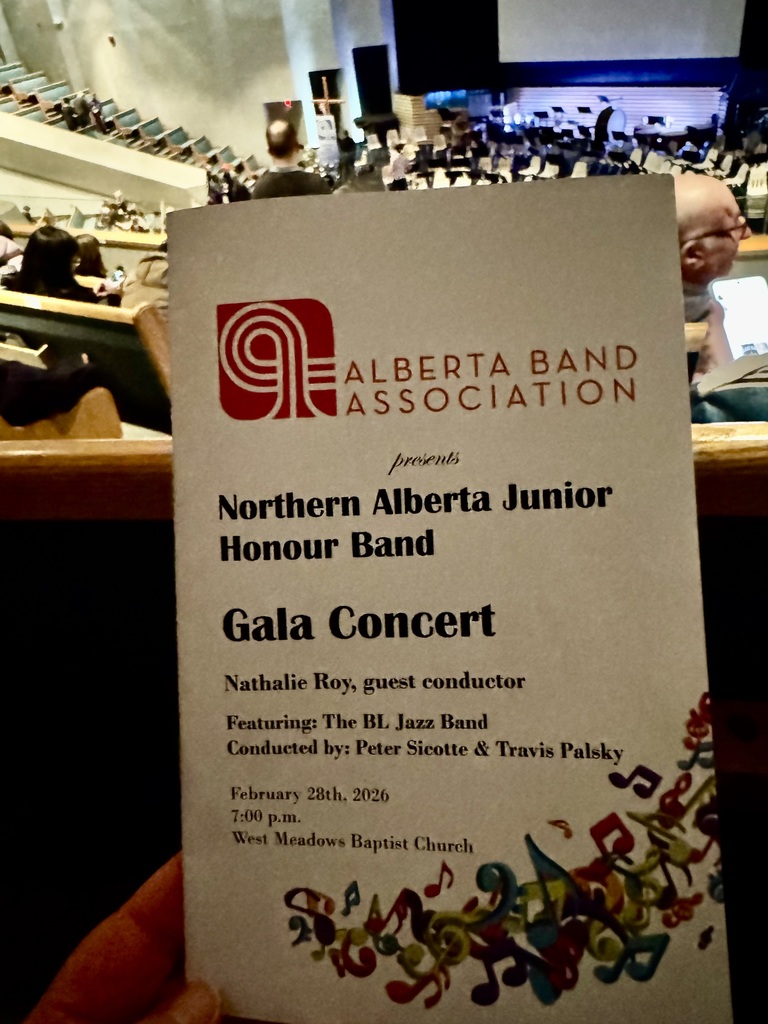 ALBERTA BAND
ASSOCIATION
presents
Northern Alberta Junior
Honour Band
Gala Concert
Nathalie Roy, guest conductor
Featuring: The BL Jazz Band
Conducted by: Peter Sicotte & Travis Palsky
February 28th, 2026
7:00 p.m.
West Meadows Baptist Church